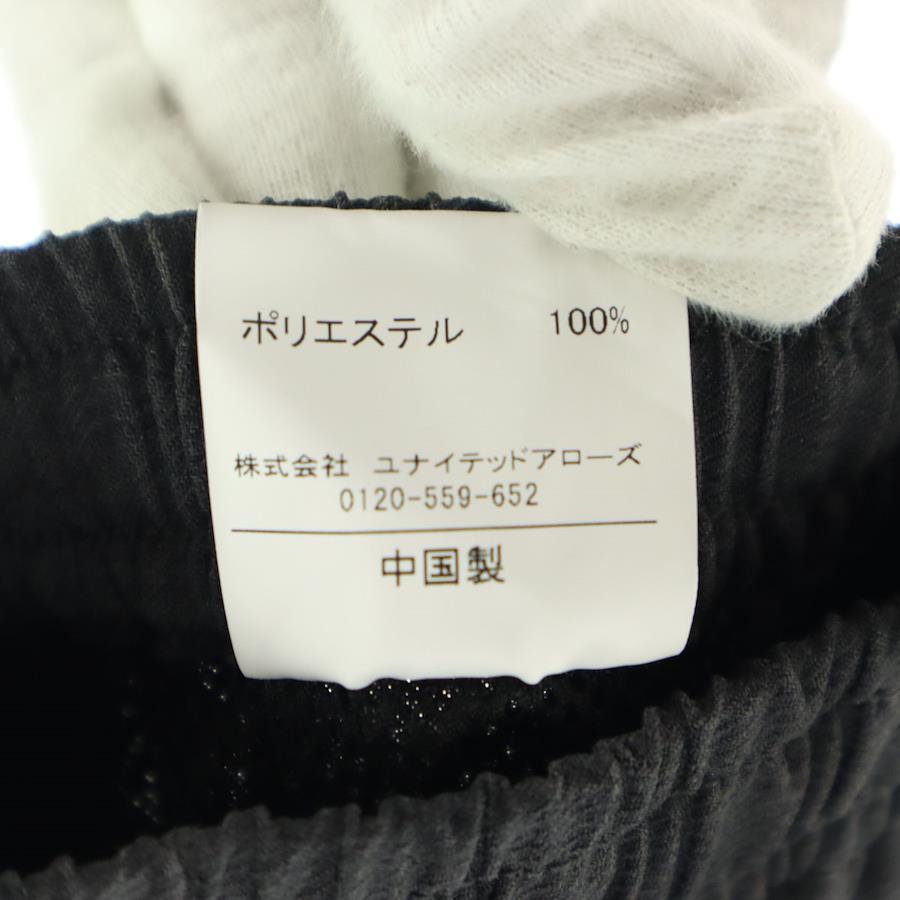 ポリエステル 100%
株式会社 ユナイテッドアローズ
0120-559-652
中国製